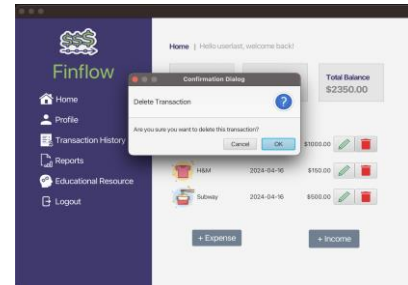 Finflow
Home
Profile
Transaction History
Reports
Educational Resource
Logout
Home | Hello userlast, welcome back!
Total Balance
$2350.00
Confirmation Dialog
Delete Transaction
?
Are you sure you want to delete this transaction?
Cancel OK
$1000.00
H&M 2024-04-16 $150.00
Subway 2024-04-16 $500.00
+ Expense + Income